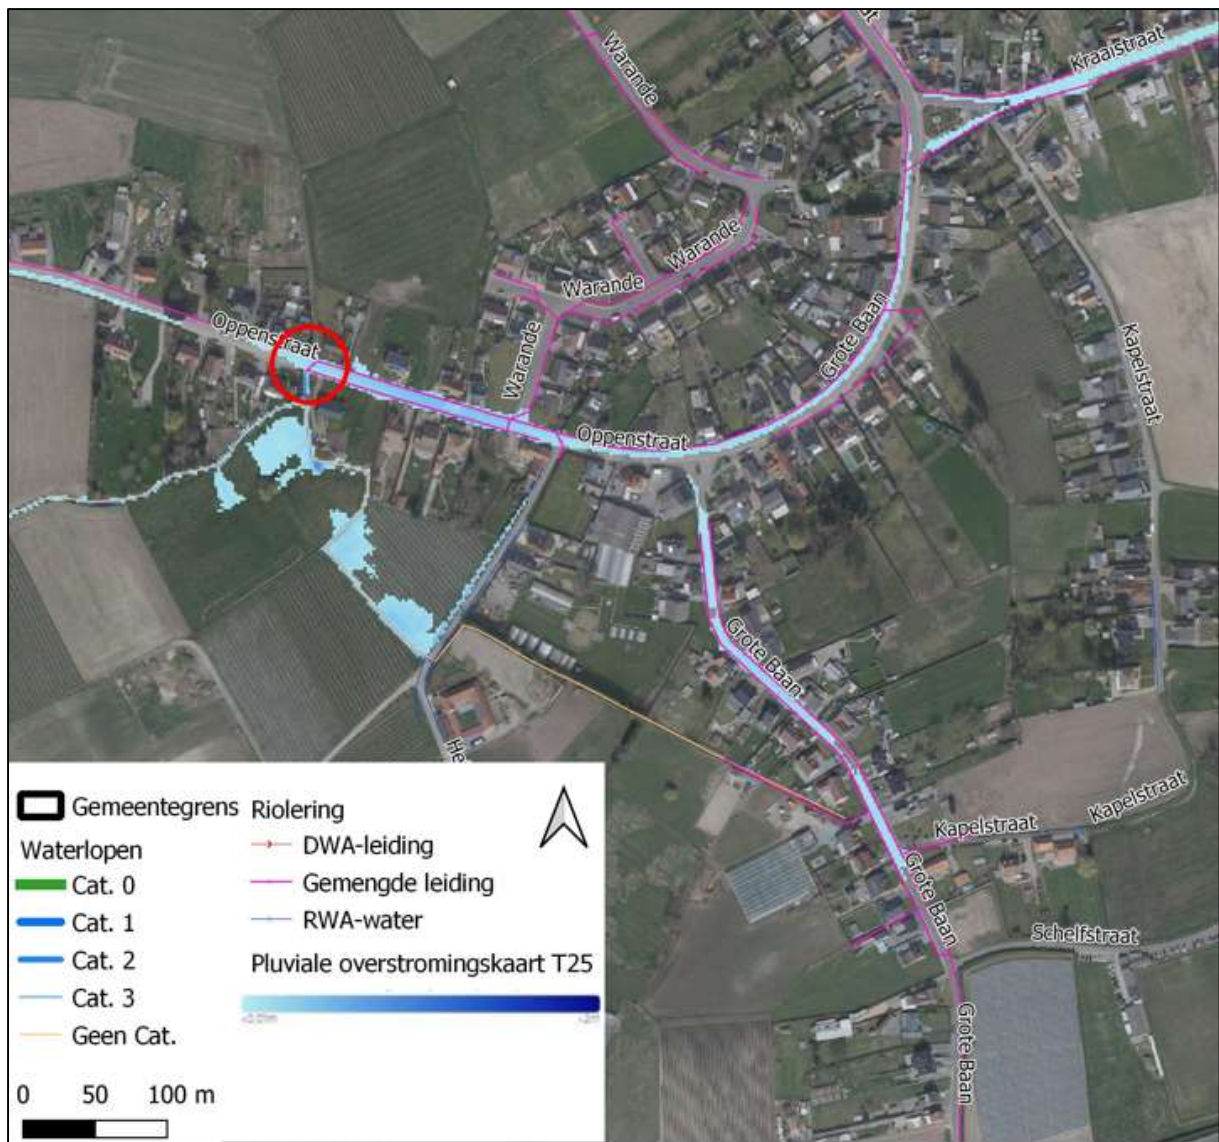 Warande
Kraaistraat
Warande
Warande
Oppenstraat
Warande
Grote Baan
Kapelstraat
Oppenstraat
Grote Baan
He
Kapelstraat
Kapelstraat
Grote Baan
Schelfstraat
Grote Baan
Gemeentegrens
Waterlopen
Cat. 0
Cat. 1
Cat. 2
Cat. 3
Geen Cat.
Riolering
DWA-leiding
Gemengde leiding
RWA-water
Pluviale overstromingskaart T25
0 50 100 m